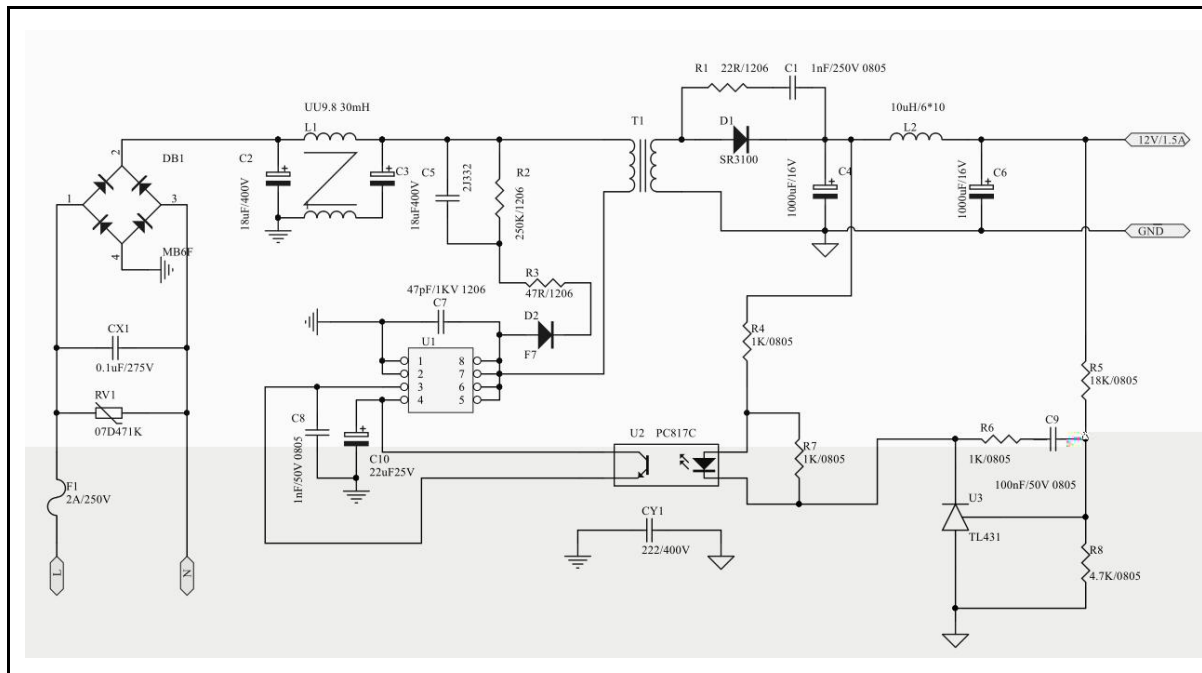 R1 22R/1206 C1 1nF/250V 0805
UU9.8 30mH
L1
T1
D1
SR3100
10uH/6*10
L2
12V/1.5A
2
DB1
1
3
4
MB6F
C2
18uF/400V
C3
18uF400V
C5
2J332
R2
250K/1206
C4
1000uF/16V
C6
1000uF/16V
GND
R3
47R/1206
47pF/1KV 1206
C7
D2
F7
U1
1 8
2 7
3 6
4 5
R4
1K/0805
R5
18K/0805
CX1
0.1uF/275V
RV1
07D471K
C8
1nF/50V 0805
C10
22uF25V
U2 PC817C
R7
1K/0805
R6
1K/0805
C9
100nF/50V 0805
F1
2A/250V
CY1
222/400V
U3
TL431
R8
4.7K/0805
L
N